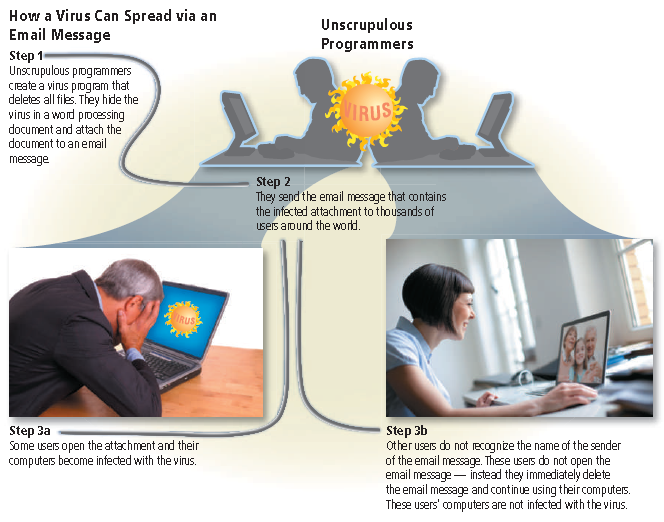 How a Virus Can Spread via an
Email Message
Unscrupulous
Programmers
Step 1
Unscrupulous programmers
create a virus program that
deletes all files. They hide the
virus in a word processing
document and attach the
document to an email
message.
VIRUS
Step 2
They send the email message that contains
the infected attachment to thousands of
users around the world.
VIRUS
Step 3a
Some users open the attachment and their
computers become infected with the virus.
Step 3b
Other users do not recognize the name of the sender
of the email message. These users do not open the
email message — instead they immediately delete
the email message and continue using their computers.
These users' computers are not infected with the virus.